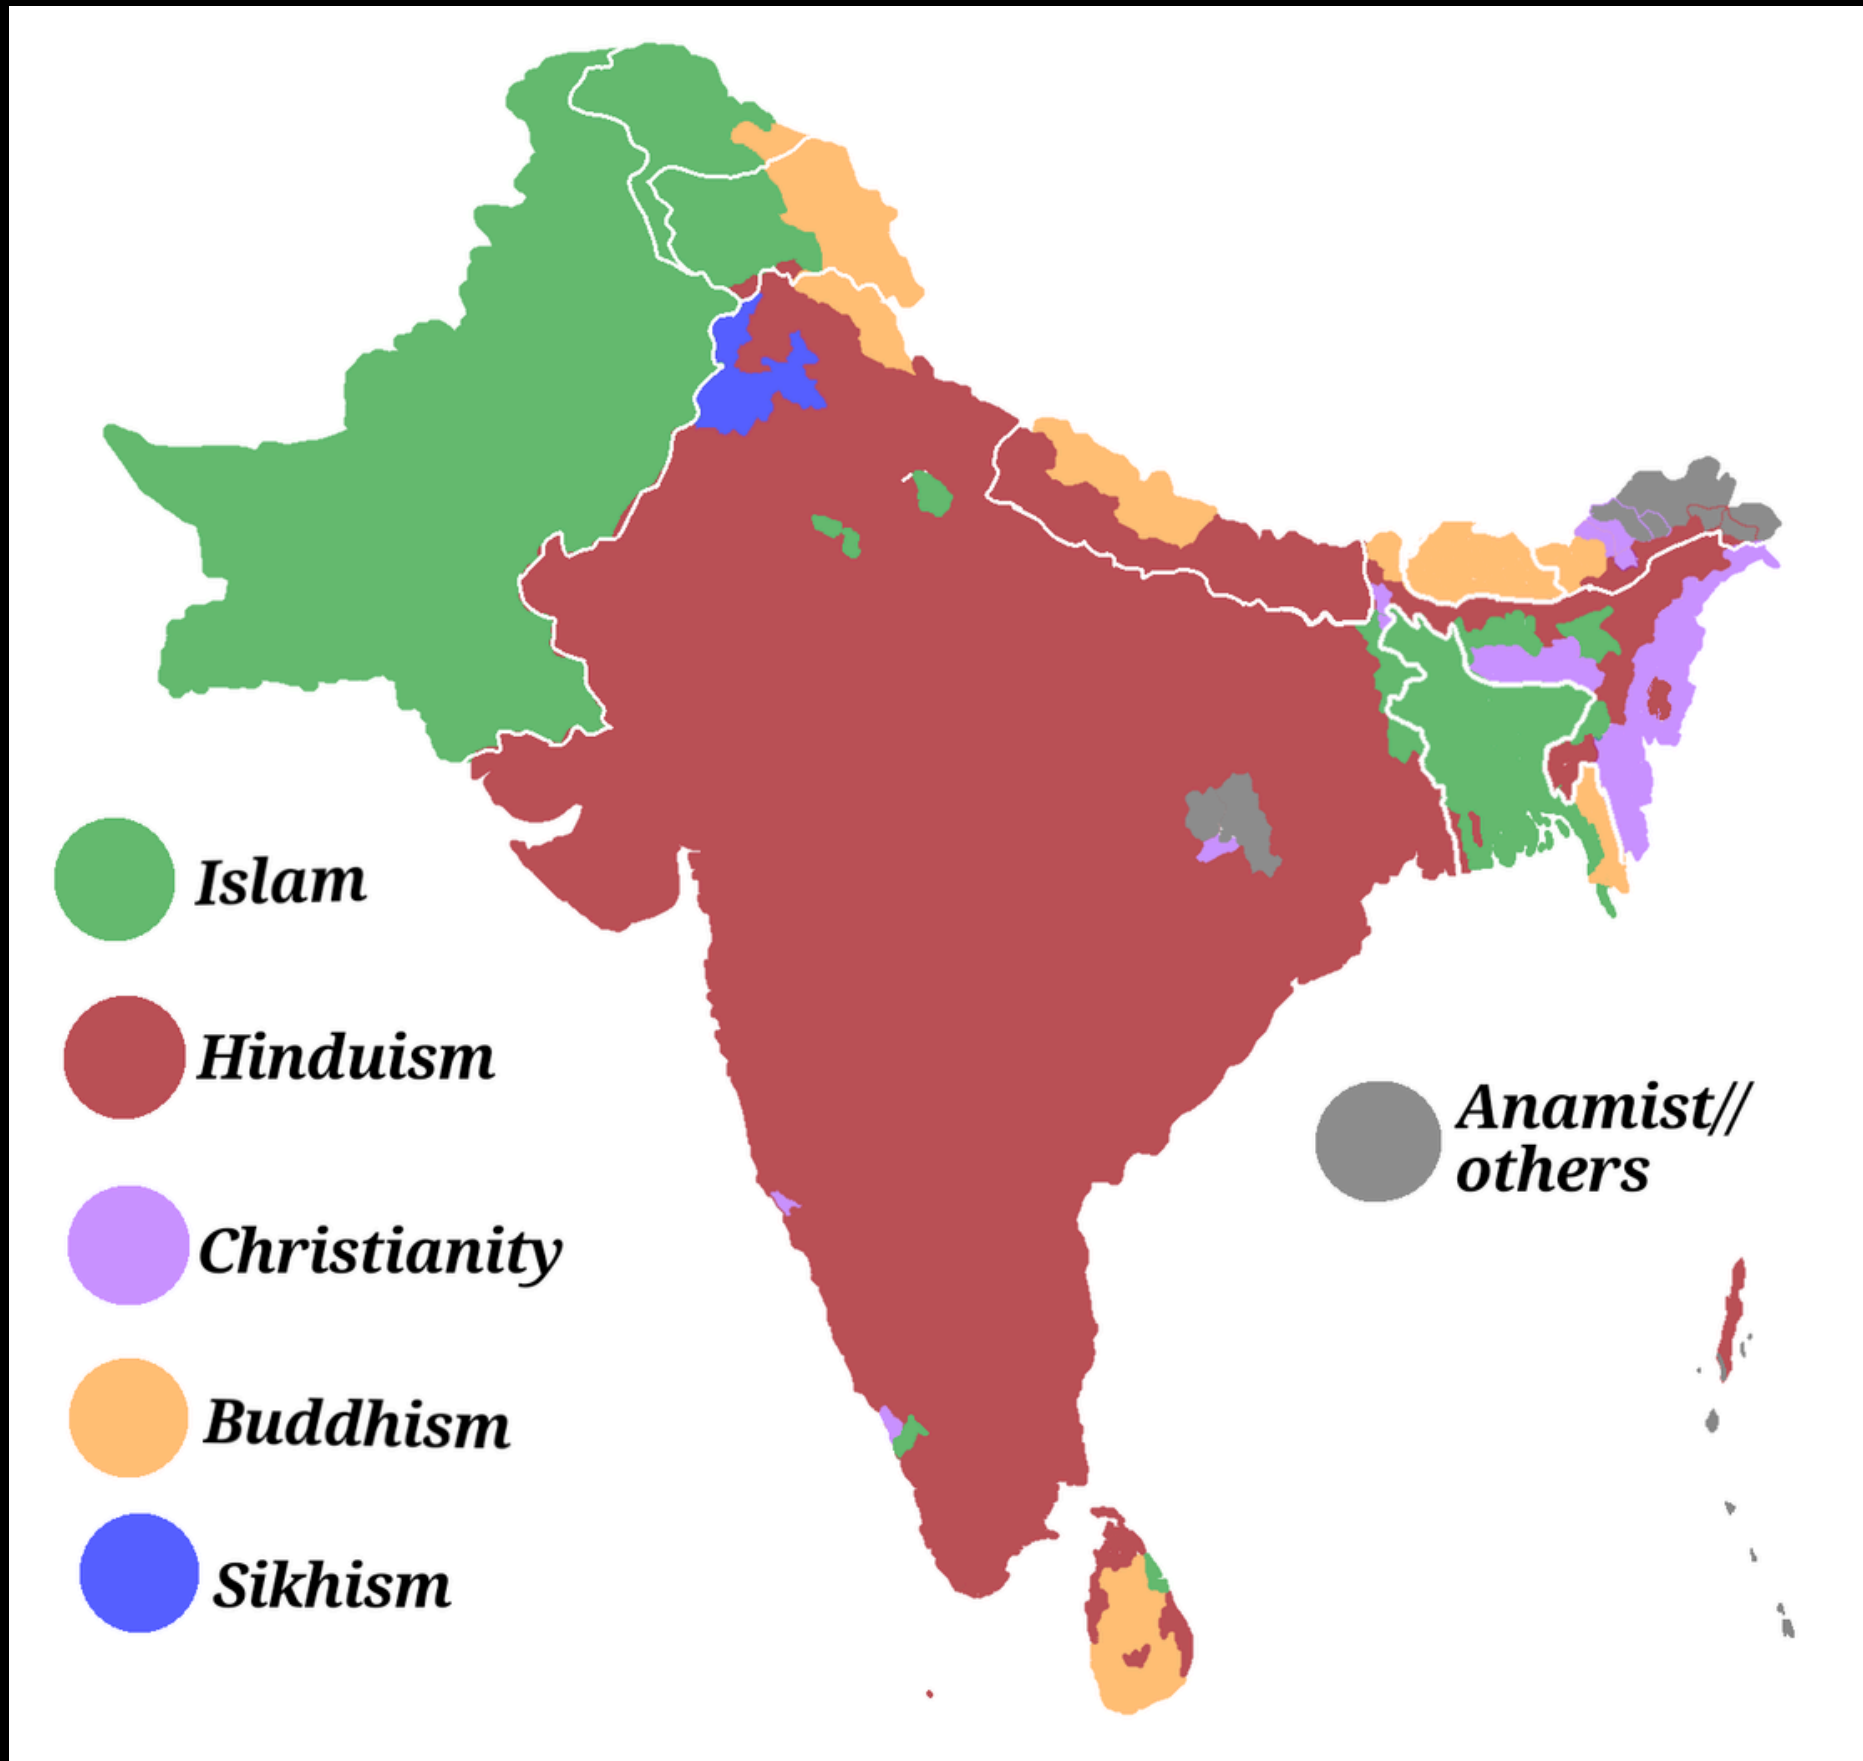 Islam
Hinduism
Christianity
Buddhism
Sikhism
Anamist//
others